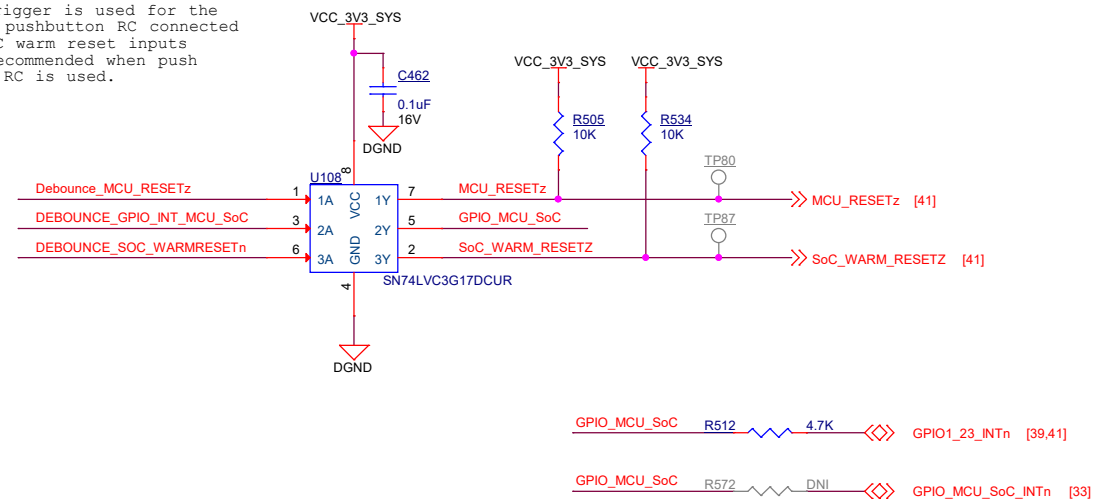 rigger is used for the
pushbutton RC connected
C warm reset inputs
ecommended when push
RC is used.
VCC_3V3_SYS
C462
0.1uF
16V
DGND
VCC_3V3_SYS VCC_3V3_SYS
R505
10K
R534
10K
TP80
TP87
U108
8
VCC
Debounce_MCU_RESETz 1 1A 1Y 7 MCU_RESETz
MCU_RESETz [41]
DEBOUNCE_GPIO_INT_MCU_SoC 3 2A 2Y 5 GPIO_MCU_SoC
DEBOUNCE_SOC_WARMRESETn 6 3A 3Y 2 SoC_WARM_RESETZ
SoC_WARM_RESETZ [41]
GND
4
SN74LVC3G17DCUR
DGND
GPIO_MCU_SoC R512 4.7K GPIO1_23_INTn [39,41]
GPIO_MCU_SoC R572 DNI GPIO_MCU_SoC_INTn [33]